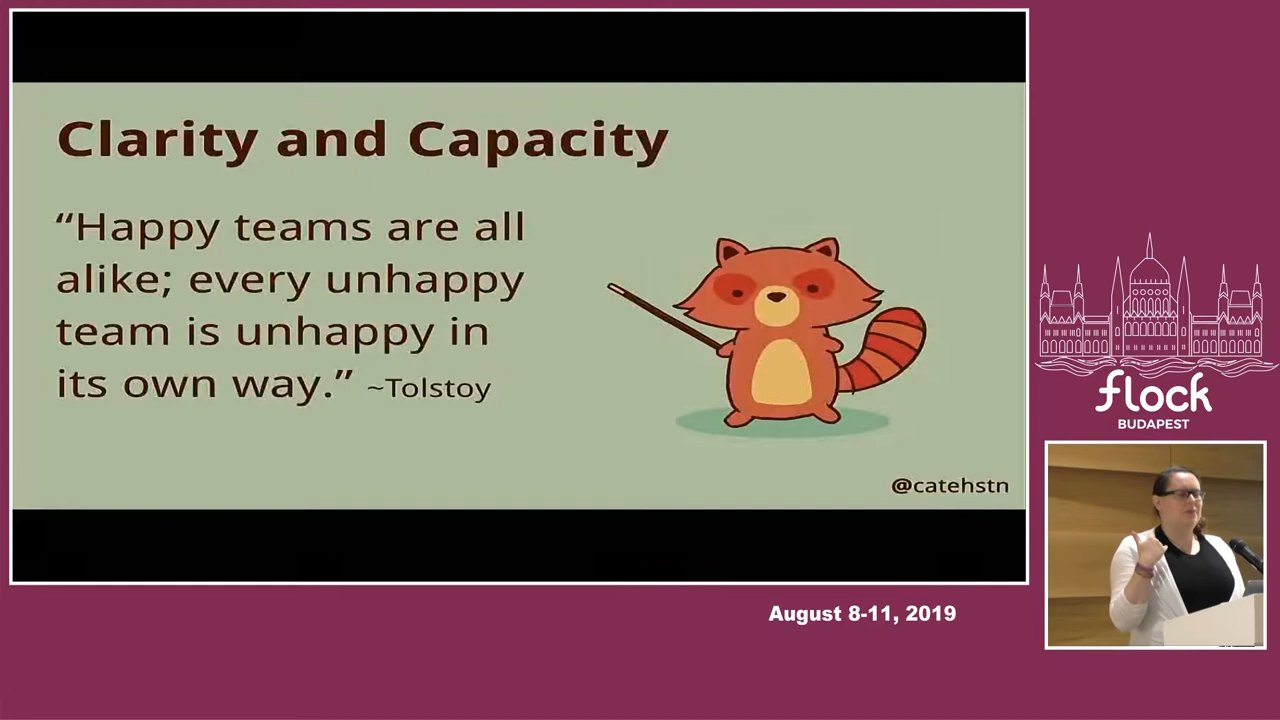 Clarity and Capacity
“Happy teams are all
alike; every unhappy
team is unhappy in
its own way.” ~Tolstoy
@catehstn
flock
BUDAPEST
August 8-11, 2019